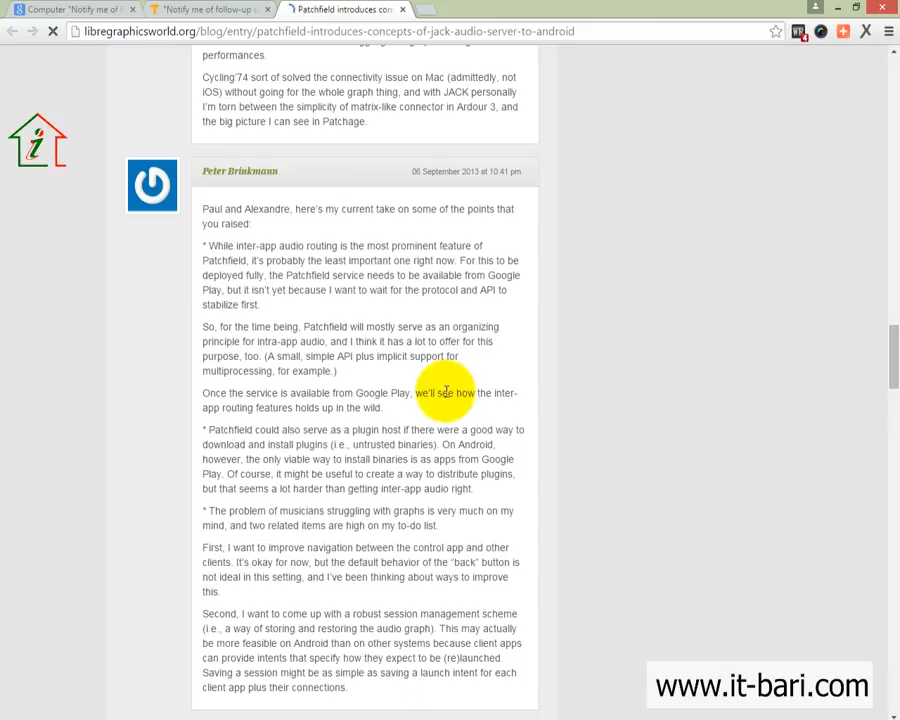 Computer "Notify me of f
"Notify me of follow-up c
Patchfield introduces con
libregraphicsworld.org/blog/entry/patchfield-introduces-concepts-of-jack-audio-server-to-android
performances.
Cycling'74 sort of solved the connectivity issue on Mac (admittedly, not
iOS) without going for the whole graph thing, and with JACK personally
I'm torn between the simplicity of matrix-like connector in Ardour 3, and
the big picture I can see in Patchage.
Peter Brinkmann
06 September 2013 at 10:41 pm
Paul and Alexandre, here's my current take on some of the points that
you raised:
* While inter-app audio routing is the most prominent feature of
Patchfield, it's probably the least important one right now. For this to be
deployed fully, the Patchfield service needs to be available from Google
Play, but it isn't yet because I want to wait for the protocol and API to
stabilize first.
So, for the time being, Patchfield will mostly serve as an organizing
principle for intra-app audio, and I think it has a lot to offer for this
purpose, too. (A small, simple API plus implicit support for
multiprocessing, for example.)
Once the service is available from Google Play, we'll see how the inter-
app routing features holds up in the wild.
* Patchfield could also serve as a plugin host if there were a good way to
download and install plugins (i.e., untrusted binaries). On Android,
however, the only viable way to install binaries is as apps from Google
Play. Of course, it might be useful to create a way to distribute plugins,
but that seems a lot harder than getting inter-app audio right.
* The problem of musicians struggling with graphs is very much on my
mind, and two related items are high on my to-do list.
First, I want to improve navigation between the control app and other
clients. It's okay for now, but the default behavior of the "back" button is
not ideal in this setting, and I've been thinking about ways to improve
this.
Second, I want to come up with a robust session management scheme
(i.e., a way of storing and restoring the audio graph). This may actually
be more feasible on Android than on other systems because client apps
can provide intents that specify how they expect to be (re)launched.
Saving a session might be as simple as saving a launch intent for each
client app plus their connections.
www.it-bari.com